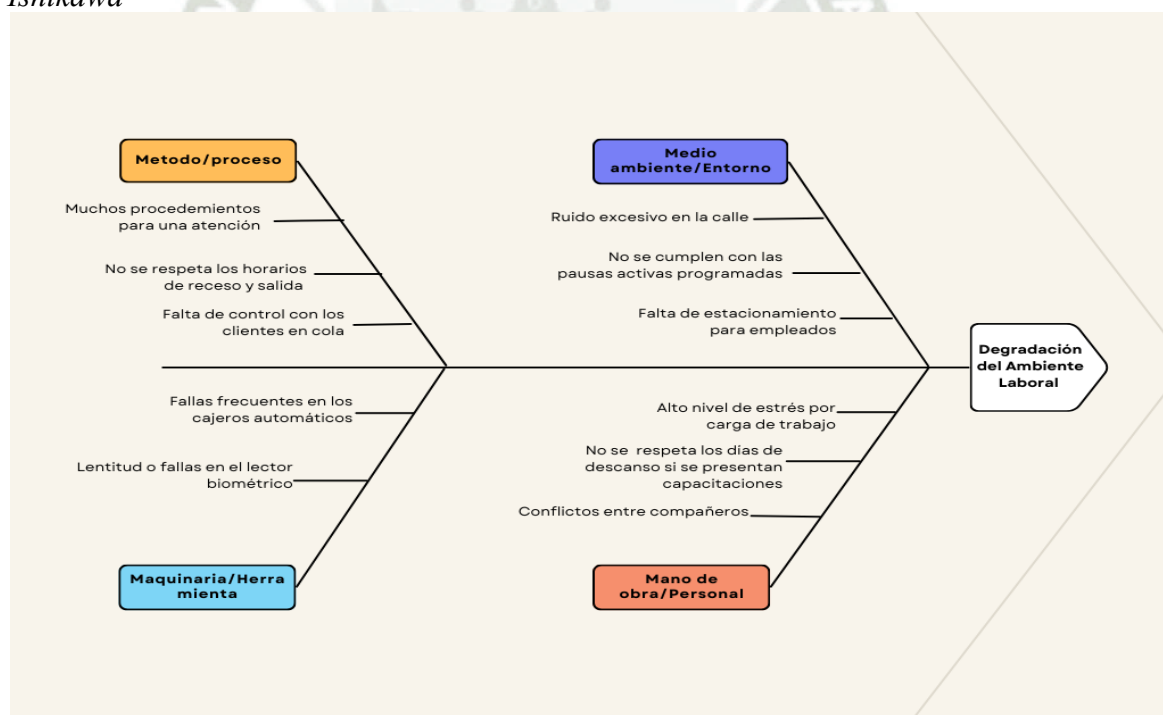 Ishikawa
Metodo/proceso
Muchos procedemientos
para una atención
No se respeta los horarios
de receso y salida
Falta de control con los
clientes en cola
Medio
ambiente/Entorno
Ruido excesivo en la calle
No se cumplen con las
pausas activas programadas
Falta de estacionamiento
para empleados
Degradación
del Ambiente
Laboral
Fallas frecuentes en los
cajeros automáticos
Lentitud o fallas en el lector
biométrico
Maquinaria/Herra
mienta
Alto nivel de estrés por
carga de trabajo
No se respeta los días de
descanso si se presentan
capacitaciones
Conflictos entre compañeros
Mano de
obra/Personal